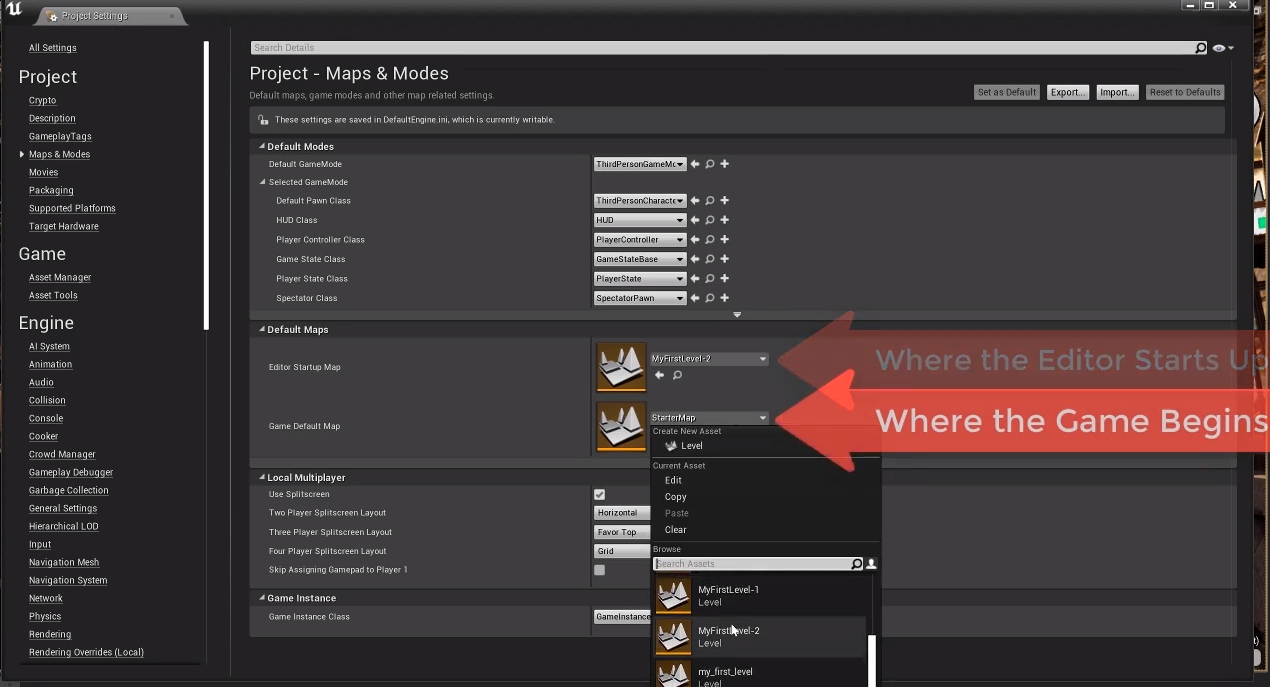 Project Settings
All Settings
Project
Crypto
Description
GameplayTags
Maps & Modes
Movies
Packaging
Supported Platforms
Target Hardware
Game
Asset Manager
Asset Tools
Engine
AI System
Animation
Audio
Collision
Console
Cooker
Crowd Manager
Gameplay Debugger
Garbage Collection
General Settings
Hierarchical LOD
Input
Navigation Mesh
Navigation System
Network
Physics
Rendering
Rendering Overrides (Local)
Search Details
Project - Maps & Modes
Default maps, game modes and other map related settings.
Set as Default Export... Import... Reset to Defaults
These settings are saved in DefaultEngine.ini, which is currently writable.
Default Modes
Default GameMode ThirdPersonGameMo
Selected GameMode
Default Pawn Class ThirdPersonCharacte
HUD Class HUD
Player Controller Class PlayerController
Game State Class GameStateBase
Player State Class PlayerState
Spectator Class SpectatorPawn
Default Maps
Editor Startup Map MyFirstLevel-2 Where the Editor Starts Up
Game Default Map StarterMap Where the Game Begins
Create New Asset
Level
Current Asset
Edit
Copy
Paste
Clear
Browse
Search Assets
MyFirstLevel-1
Level
MyFirstLevel-2
Level
my_first_level
Level
Local Multiplayer
Use Splitscreen
Two Player Splitscreen Layout Horizontal
Three Player Splitscreen Layout Favor Top
Four Player Splitscreen Layout Grid
Skip Assigning Gamepad to Player 1
Game Instance
Game Instance Class GameInstance